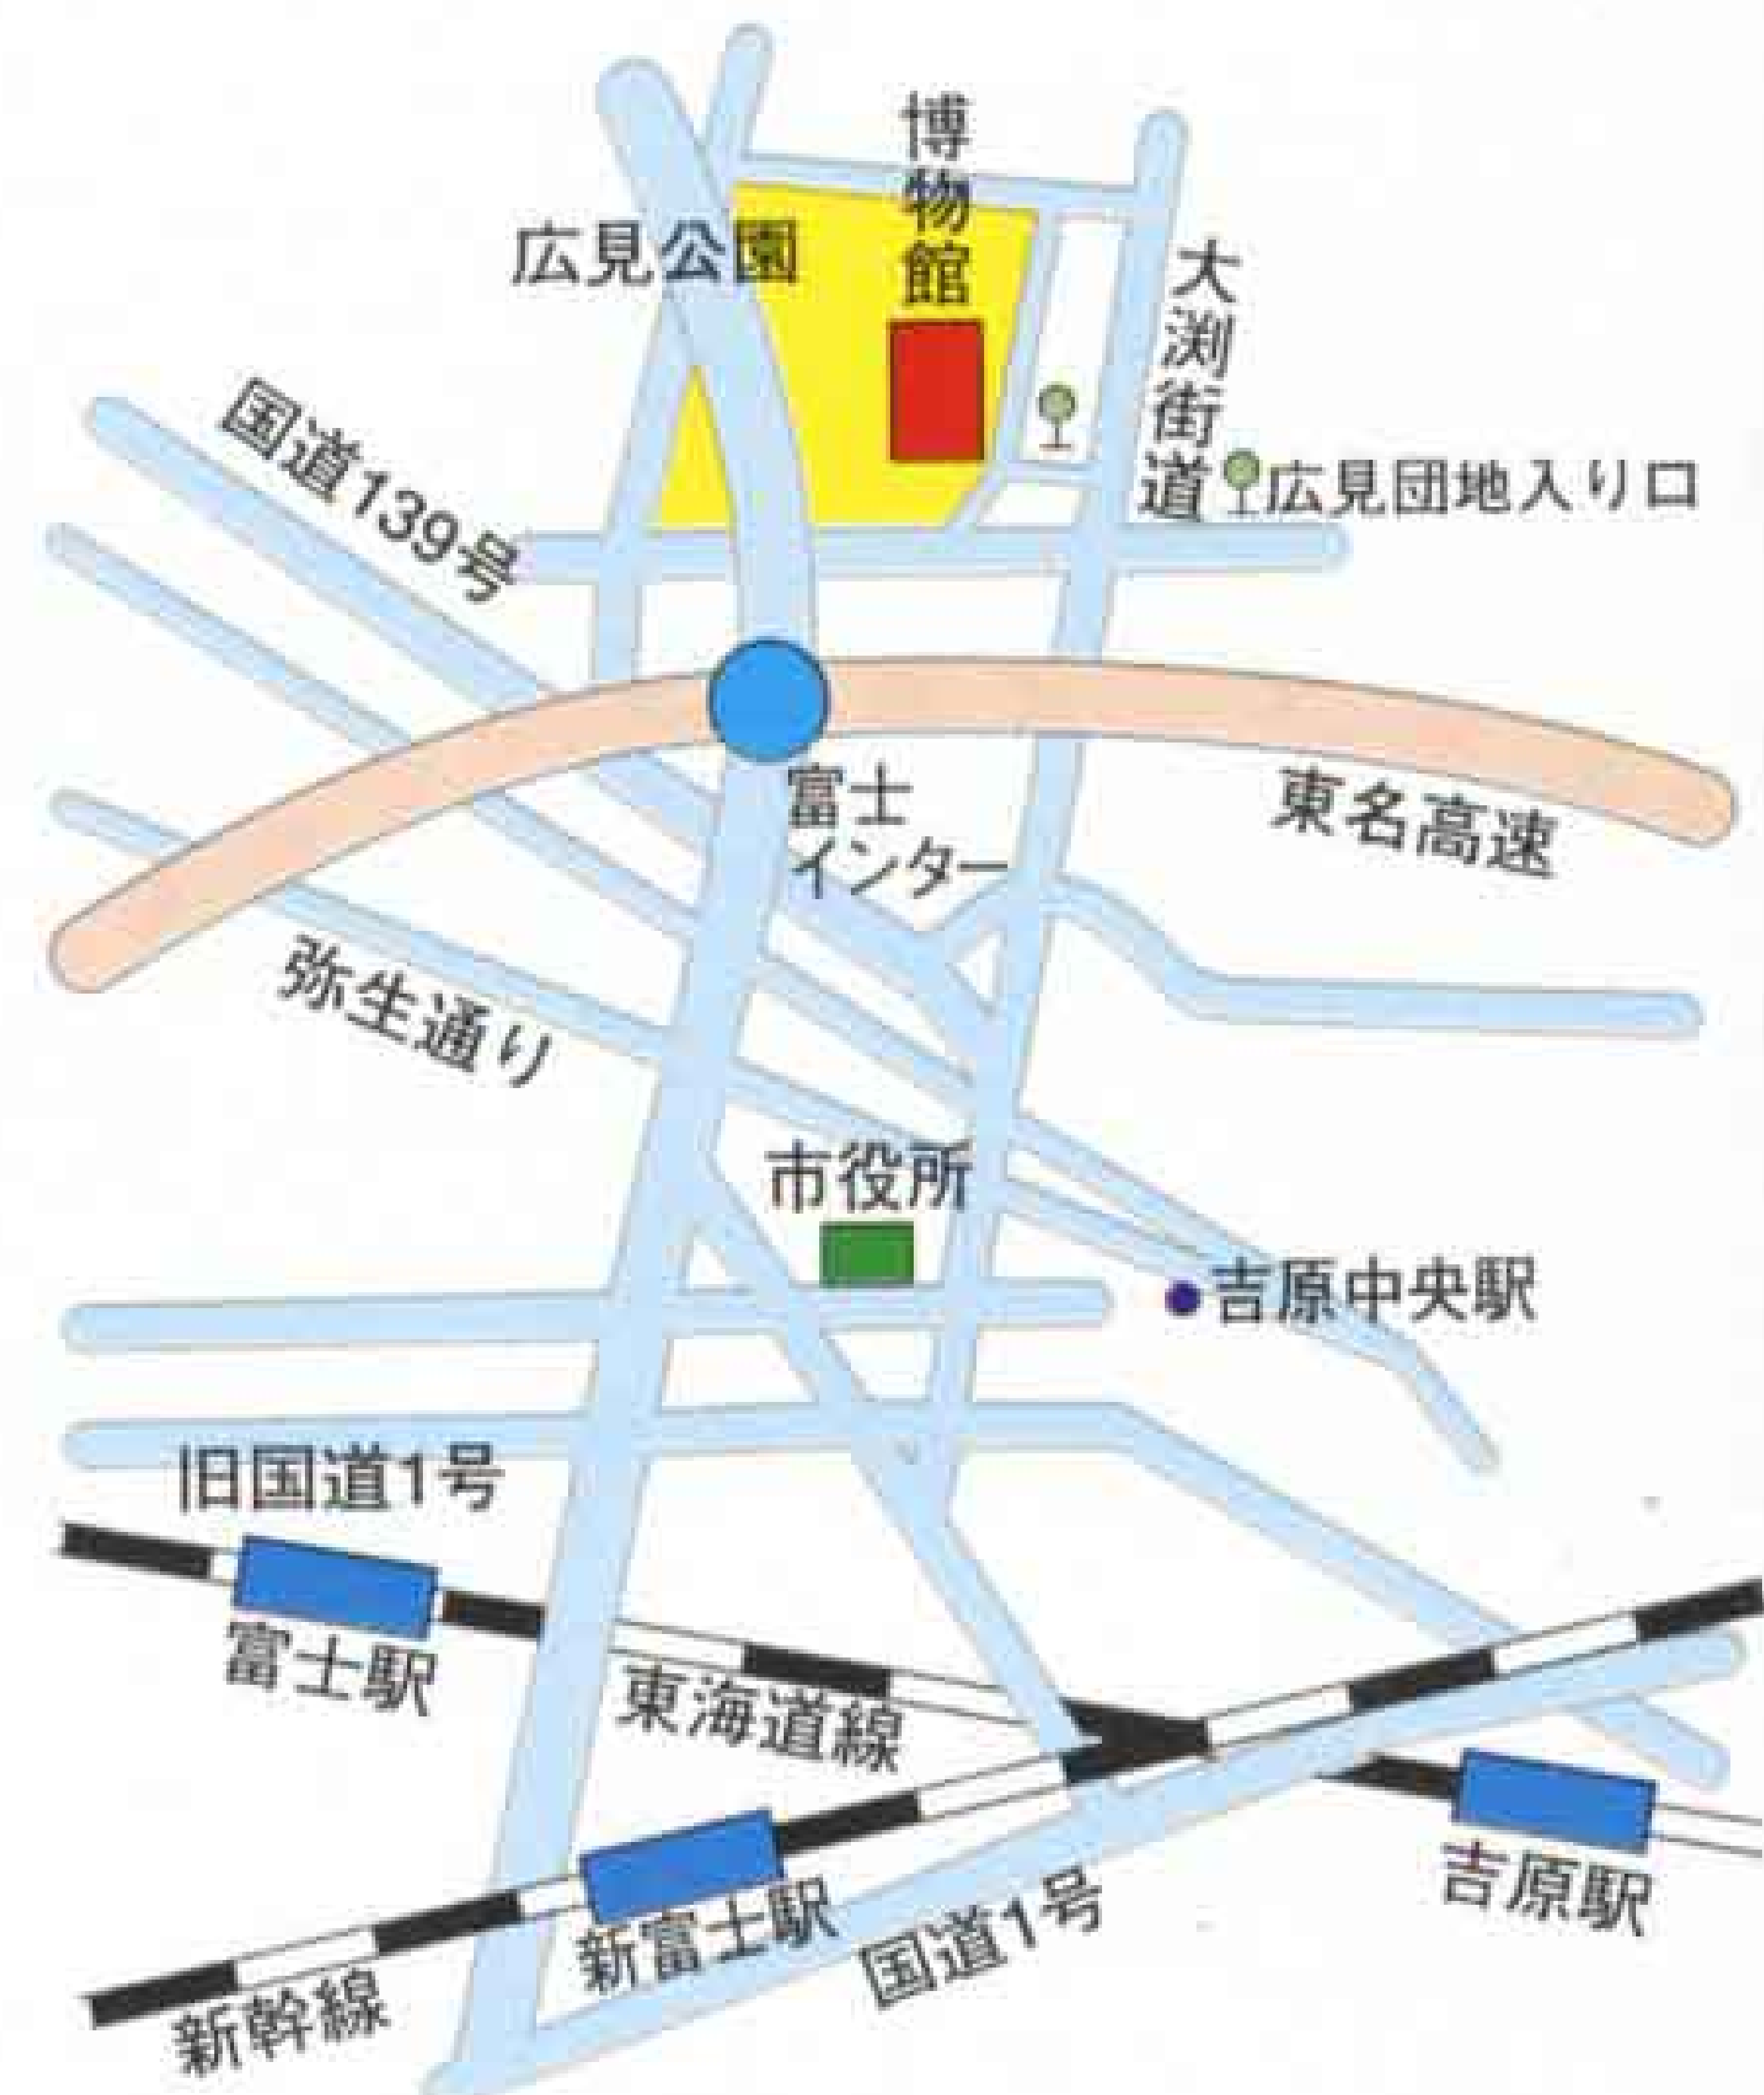 博物館
広見公園
大渕街道
国道139号
広見団地入り口
富士
インター
東名高速
弥生通り
市役所
吉原中央駅
旧国道1号
富士駅
東海道線
吉原駅
新富士駅
国道1号
新幹線